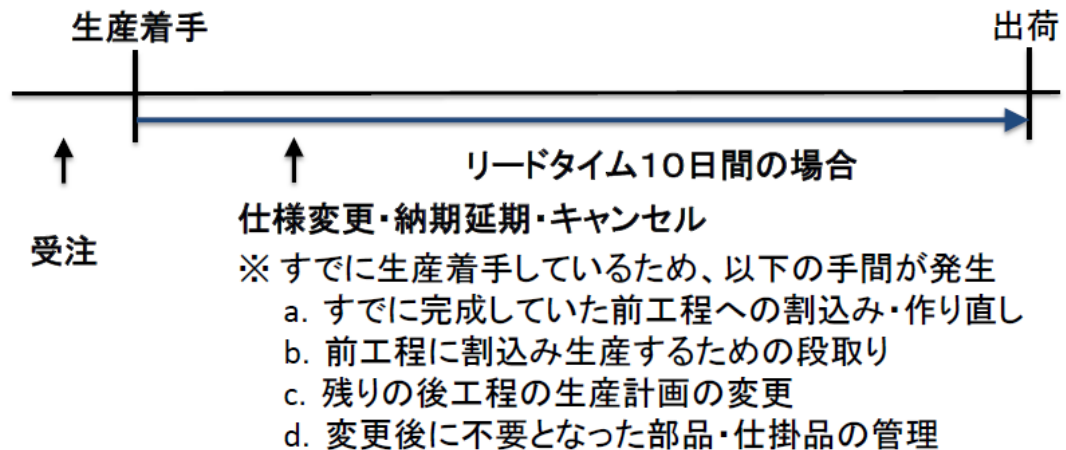 生産着手
出荷
リードタイム10日間の場合
受注
仕様変更・納期延期・キャンセル
※ すでに生産着手しているため、以下の手間が発生
a. すでに完成していた前工程への割込み・作り直し
b. 前工程に割込み生産するための段取り
c. 残りの後工程の生産計画の変更
d. 変更後に不要となった部品・仕掛品の管理